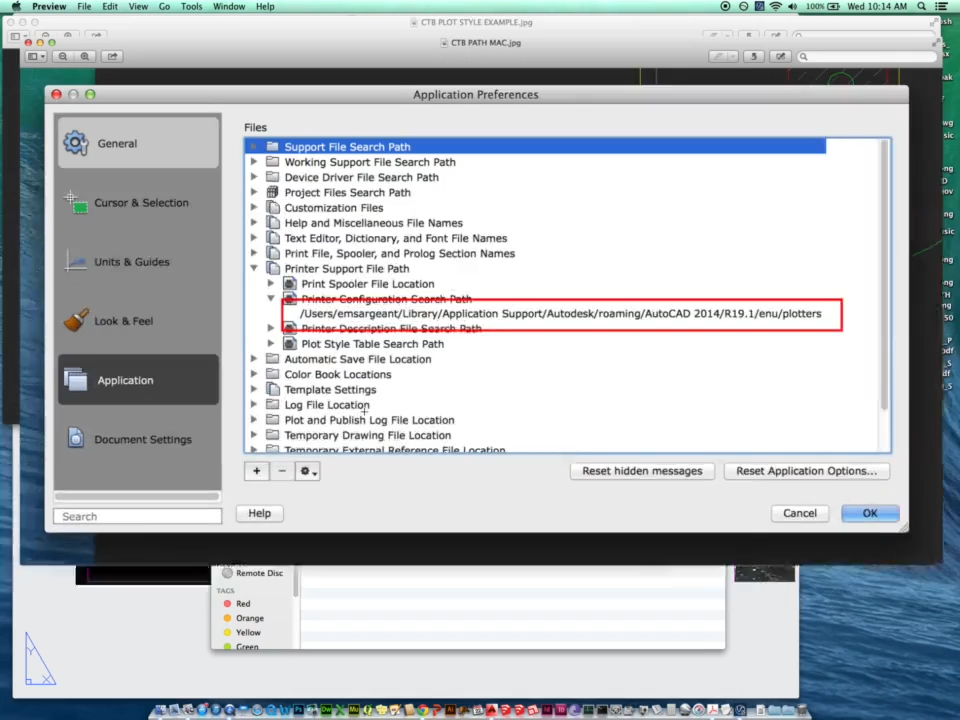 Preview File Edit View Go Tools Window Help 100% Wed 10:14 AM
CTB PLOT STYLE EXAMPLE.jpg
CTB PATH MAC.jpg
Application Preferences
Files
General
Cursor & Selection
Units & Guides
Look & Feel
Application
Document Settings
Search
Support File Search Path
Working Support File Search Path
Device Driver File Search Path
Project Files Search Path
Customization Files
Help and Miscellaneous File Names
Text Editor, Dictionary, and Font File Names
Print File, Spooler, and Prolog Section Names
Printer Support File Path
Print Spooler File Location
Printer Configuration Search Path
/Users/emsargeant/Library/Application Support/Autodesk/roaming/AutoCAD 2014/R19.1/enu/plotters
Printer Description File Search Path
Plot Style Table Search Path
Automatic Save File Location
Color Book Locations
Template Settings
Log File Location
Plot and Publish Log File Location
Temporary Drawing File Location
Temporary External Reference File Location
+ −
Reset hidden messages Reset Application Options...
Help Cancel OK
Remote Disc
TAGS
Red
Orange
Yellow
Green
Y
X